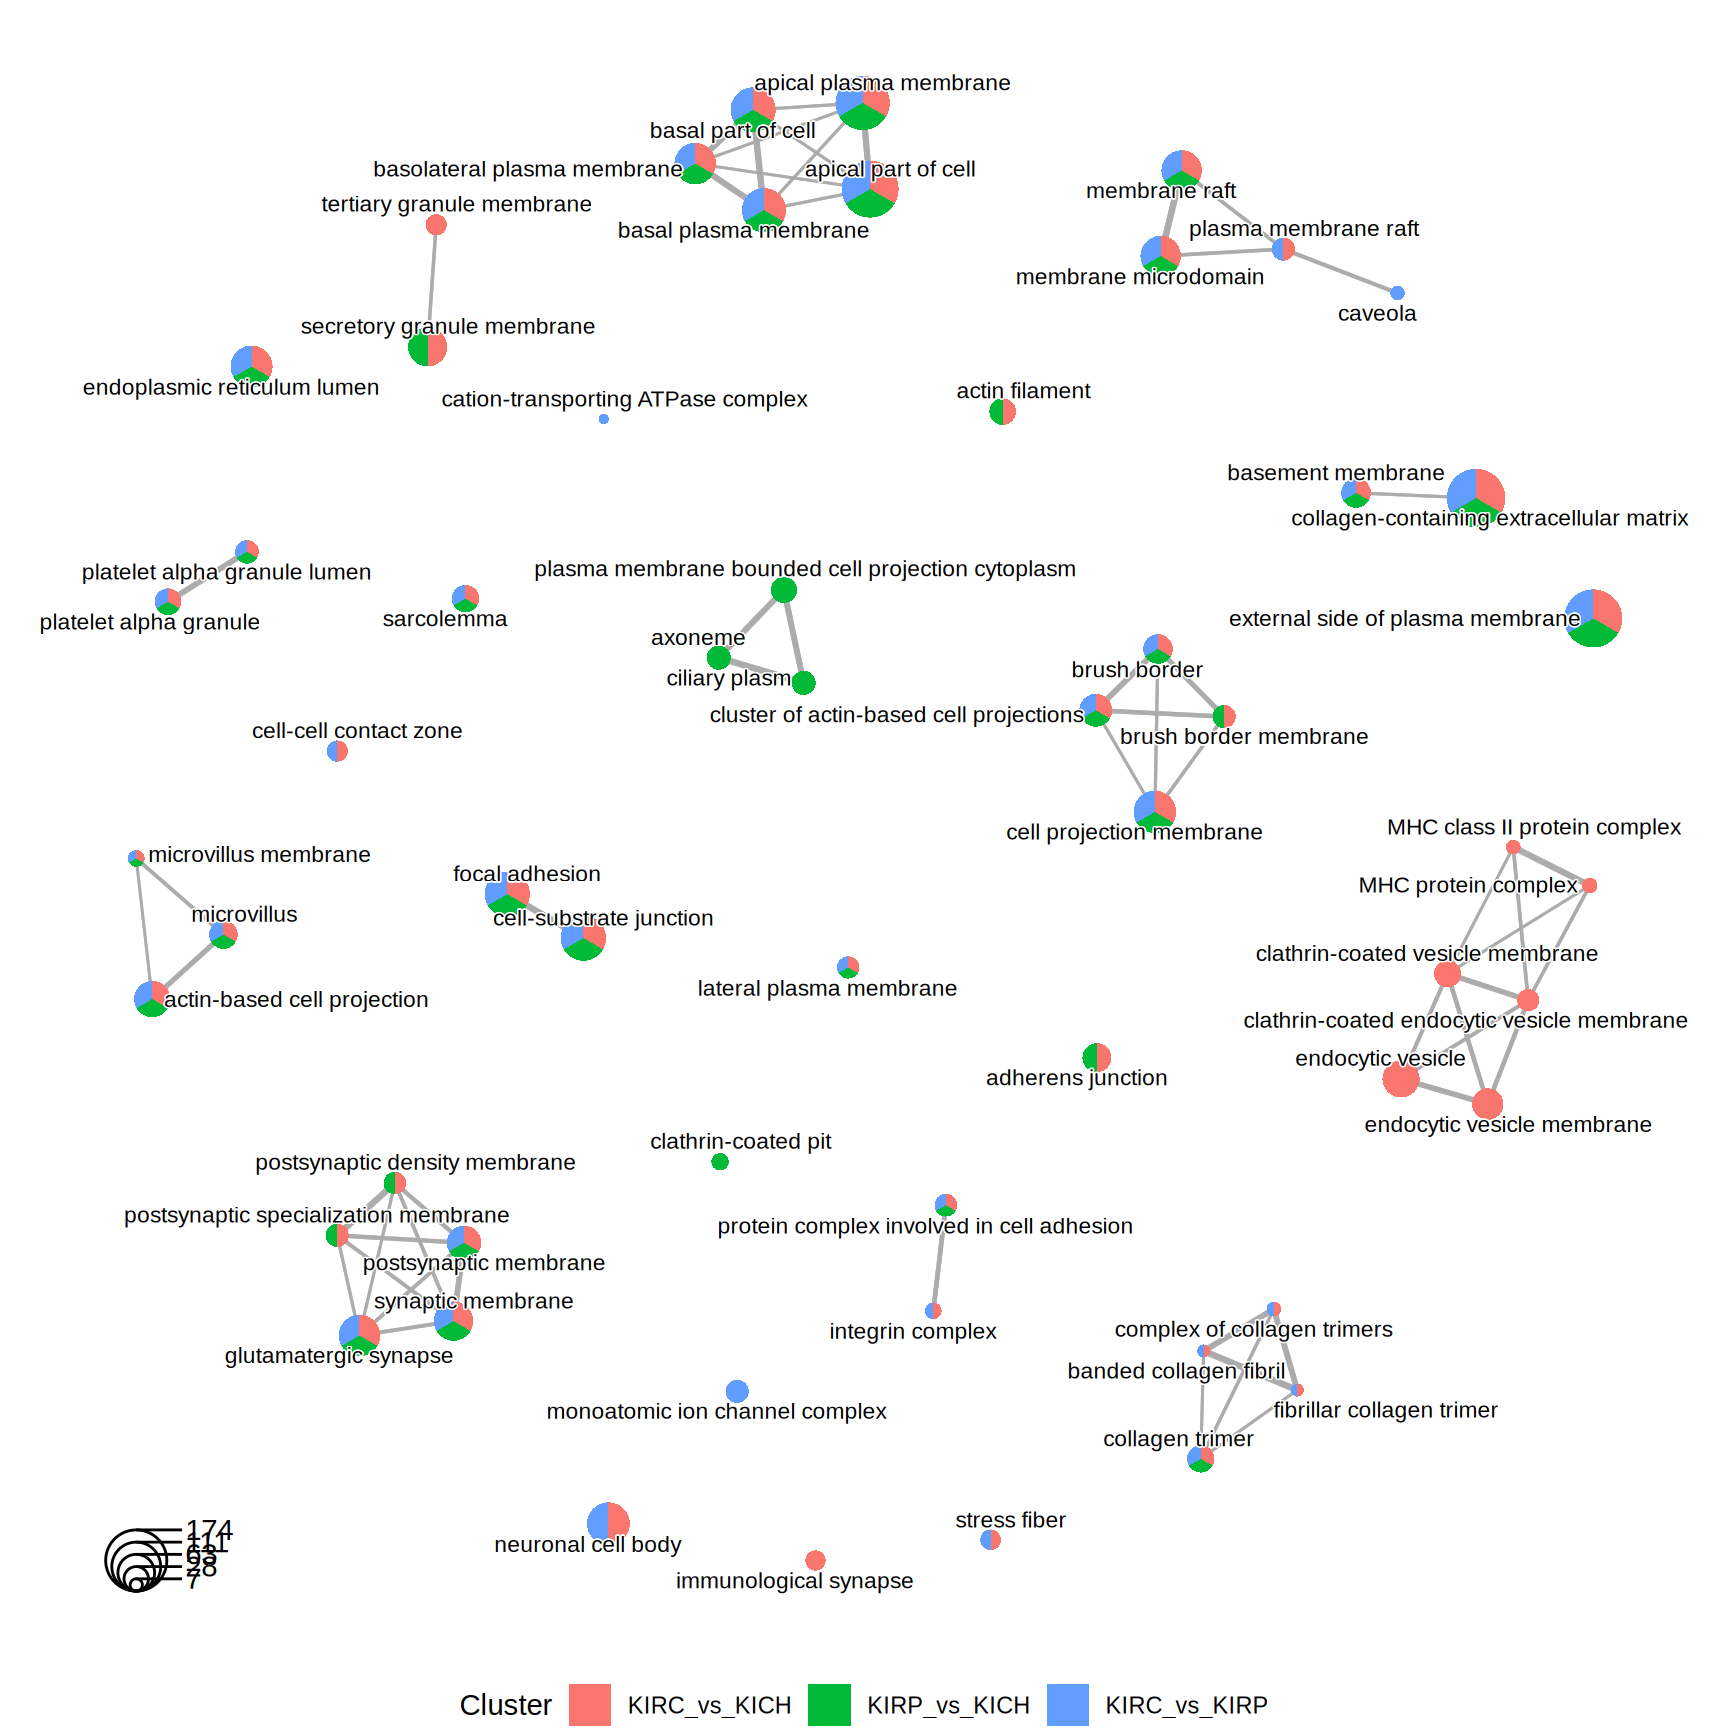 apical plasma membrane
basal part of cell
basolateral plasma membrane
apical part of cell
membrane raft
tertiary granule membrane
basal plasma membrane
plasma membrane raft
membrane microdomain
caveola
secretory granule membrane
endoplasmic reticulum lumen
cation-transporting ATPase complex
actin filament
basement membrane
collagen-containing extracellular matrix
platelet alpha granule lumen
plasma membrane bounded cell projection cytoplasm
platelet alpha granule
sarcolemma
external side of plasma membrane
axoneme
ciliary plasm
brush border
cluster of actin-based cell projections
cell-cell contact zone
brush border membrane
cell projection membrane
MHC class II protein complex
microvillus membrane
focal adhesion
MHC protein complex
microvillus
cell-substrate junction
clathrin-coated vesicle membrane
lateral plasma membrane
actin-based cell projection
clathrin-coated endocytic vesicle membrane
endocytic vesicle
adherens junction
endocytic vesicle membrane
clathrin-coated pit
postsynaptic density membrane
postsynaptic specialization membrane
protein complex involved in cell adhesion
postsynaptic membrane
synaptic membrane
integrin complex
complex of collagen trimers
glutamatergic synapse
banded collagen fibril
monoatomic ion channel complex
fibrillar collagen trimer
collagen trimer
stress fiber
neuronal cell body
immunological synapse
174
111
63
28
7
Cluster KIRC_vs_KICH KIRP_vs_KICH KIRC_vs_KIRP